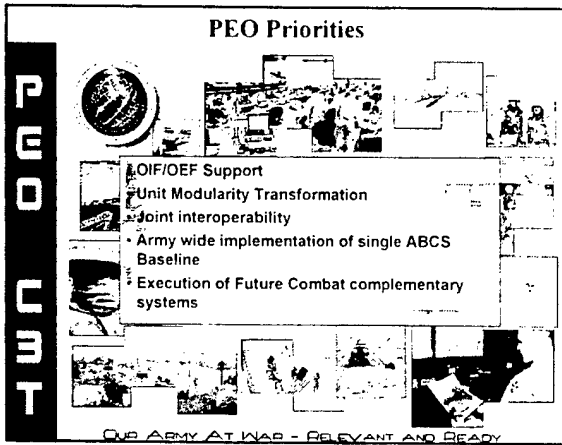 PEO Priorities
PEO C3T
• OIF/OEF Support
• Unit Modularity Transformation
• Joint interoperability
• Army wide implementation of single ABCS
Baseline
• Execution of Future Combat complementary
systems
OUR ARMY AT WAR - RELEVANT AND READY